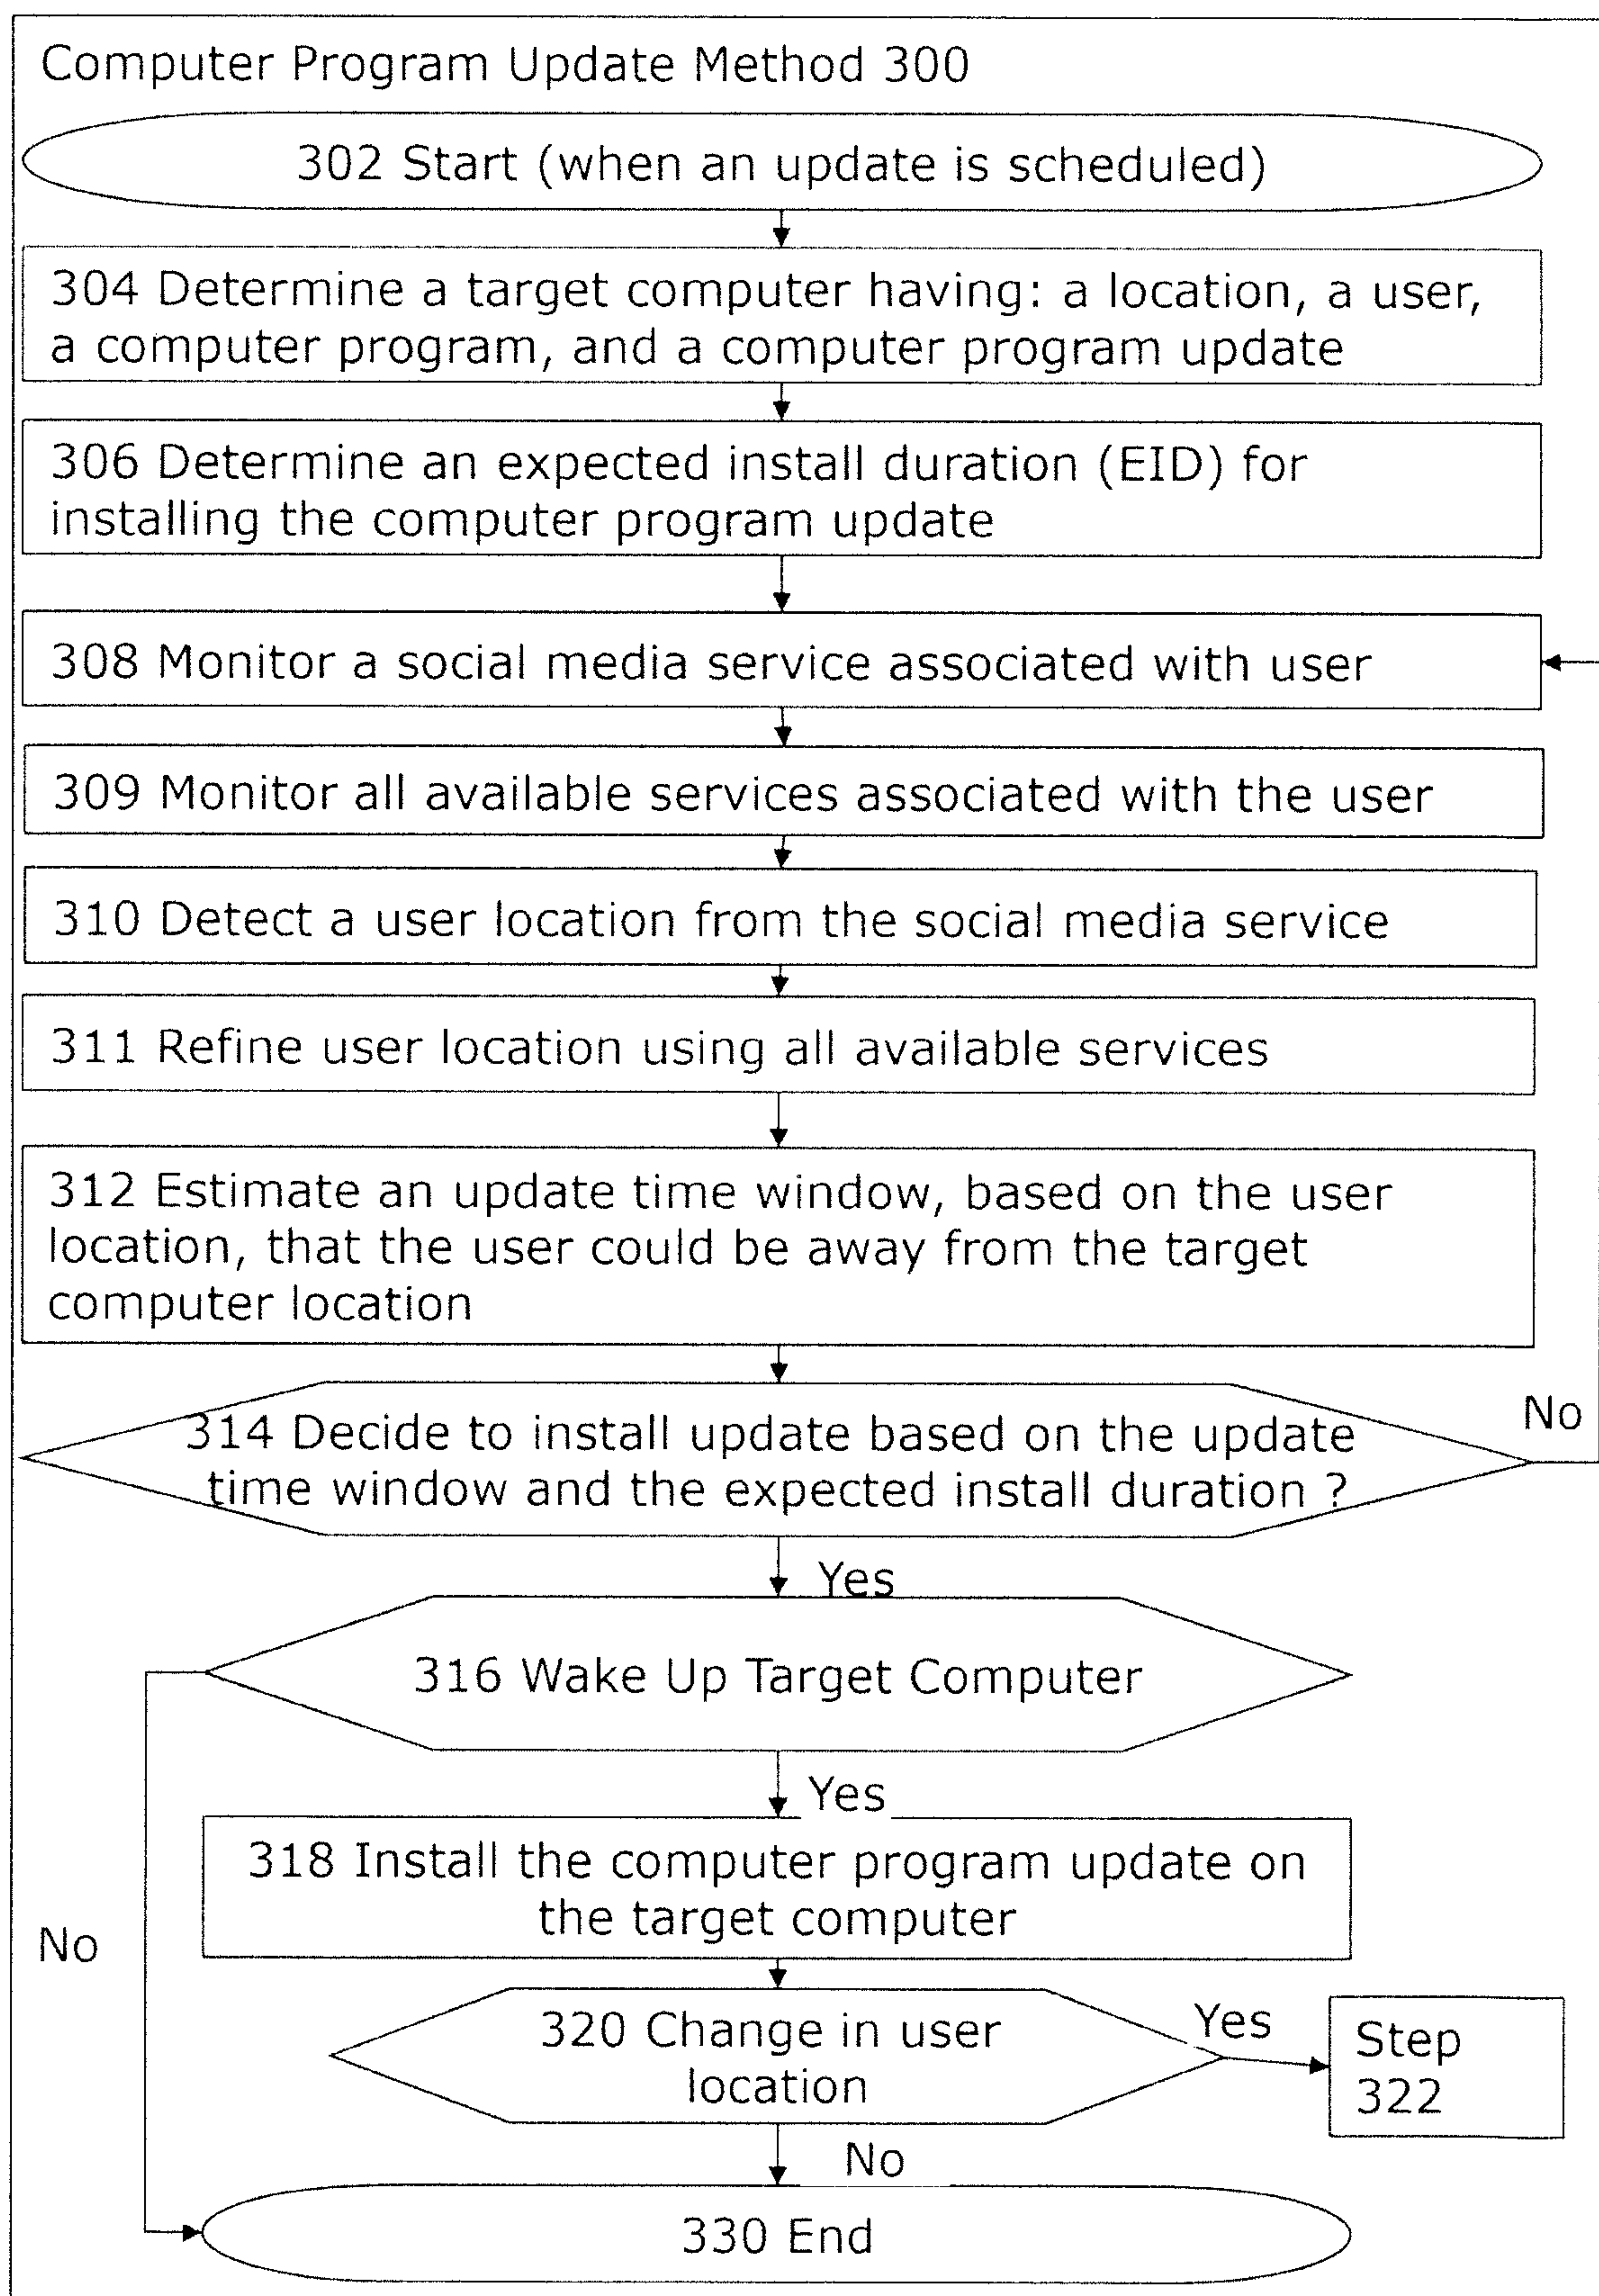 Computer Program Update Method 300
302 Start (when an update is scheduled)
304 Determine a target computer having: a location, a user,
a computer program, and a computer program update
306 Determine an expected install duration (EID) for
installing the computer program update
308 Monitor a social media service associated with user
309 Monitor all available services associated with the user
310 Detect a user location from the social media service
311 Refine user location using all available services
312 Estimate an update time window, based on the user
location, that the user could be away from the target
computer location
No
314 Decide to install update based on the update
time window and the expected install duration ?
Yes
316 Wake Up Target Computer
Yes
318 Install the computer program update on
the target computer
No
320 Change in user
location
Yes
Step
322
No
330 End